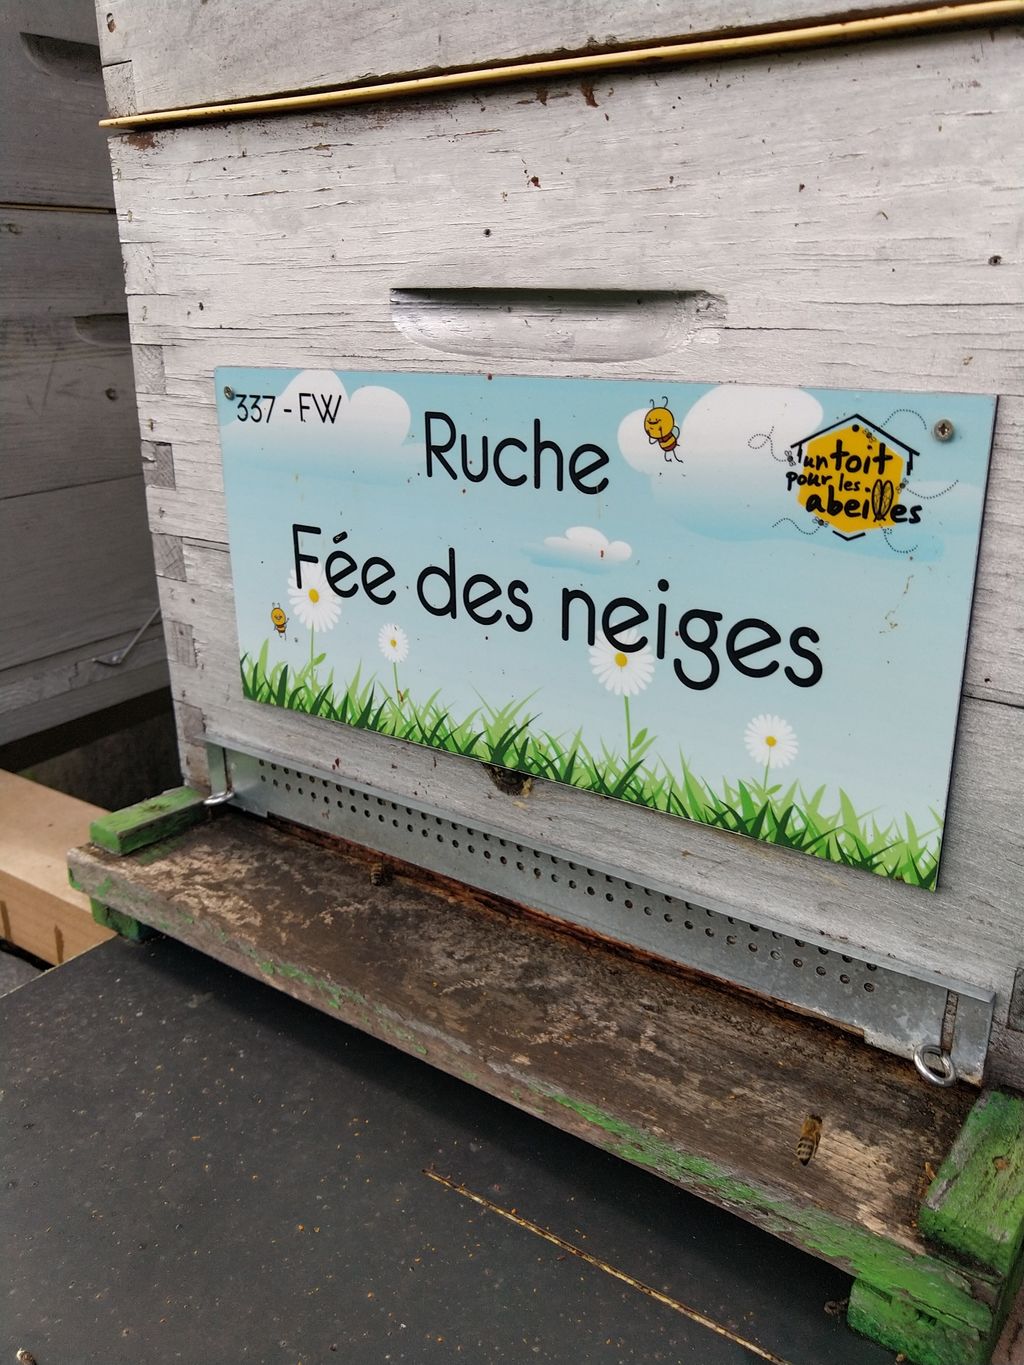 337 - FW
Ruche
Fée des neiges
un toit
pour les
abeilles